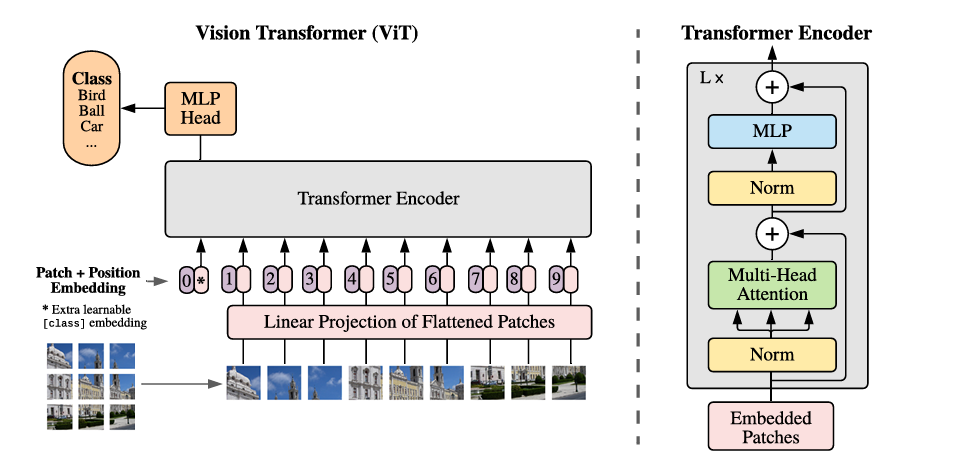 Vision Transformer (ViT)
Class
Bird
Ball
Car
...
MLP
Head
Transformer Encoder
Patch + Position
Embedding
0 * 1 2 3 4 5 6 7 8 9
* Extra learnable
[class] embedding
Linear Projection of Flattened Patches
Transformer Encoder
L ×
+
MLP
Norm
+
Multi-Head
Attention
Norm
Embedded
Patches